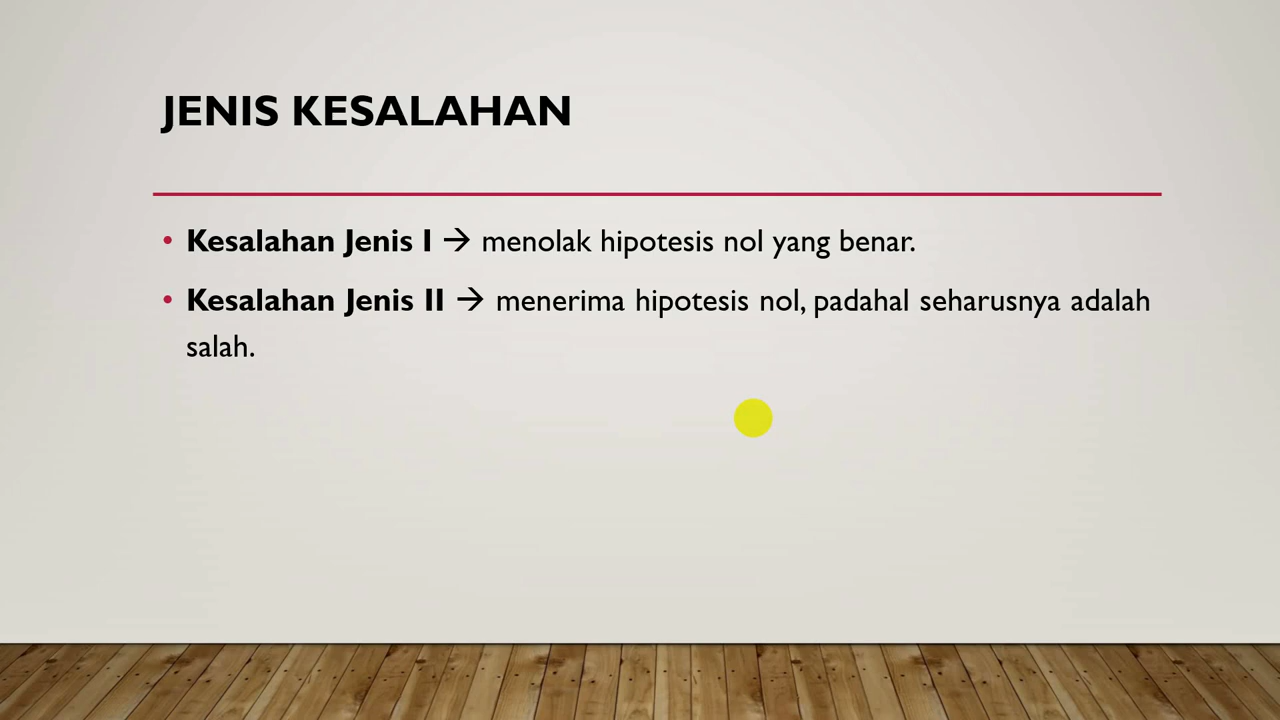 JENIS KESALAHAN
• Kesalahan Jenis I → menolak hipotesis nol yang benar.
• Kesalahan Jenis II → menerima hipotesis nol, padahal seharusnya adalah
salah.